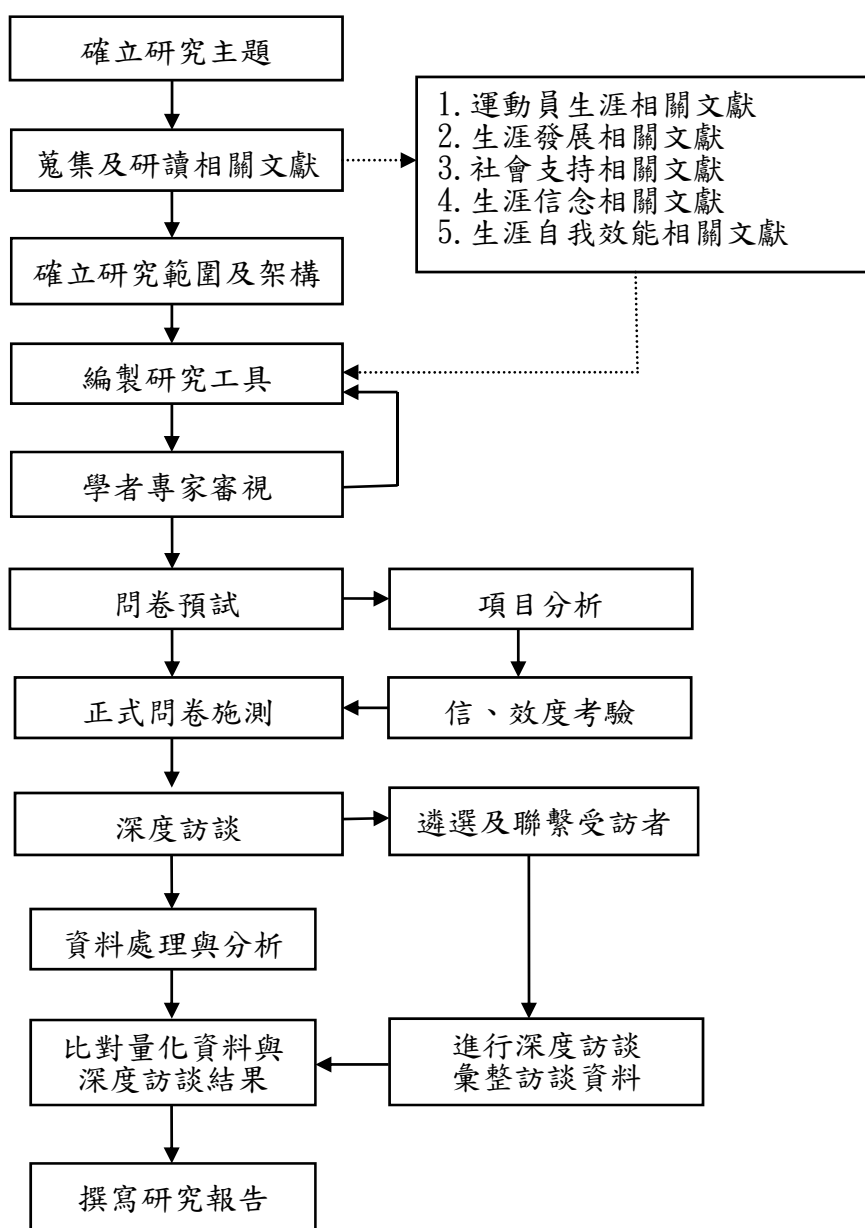 確立研究主題
1.運動員生涯相關文獻
2.生涯發展相關文獻
3.社會支持相關文獻
4.生涯信念相關文獻
5.生涯自我效能相關文獻
蒐集及研讀相關文獻
確立研究範圍及架構
編製研究工具
學者專家審視
問卷預試
項目分析
正式問卷施測
信、效度考驗
深度訪談
遴選及聯繫受訪者
資料處理與分析
比對量化資料與
深度訪談結果
進行深度訪談
彙整訪談資料
撰寫研究報告